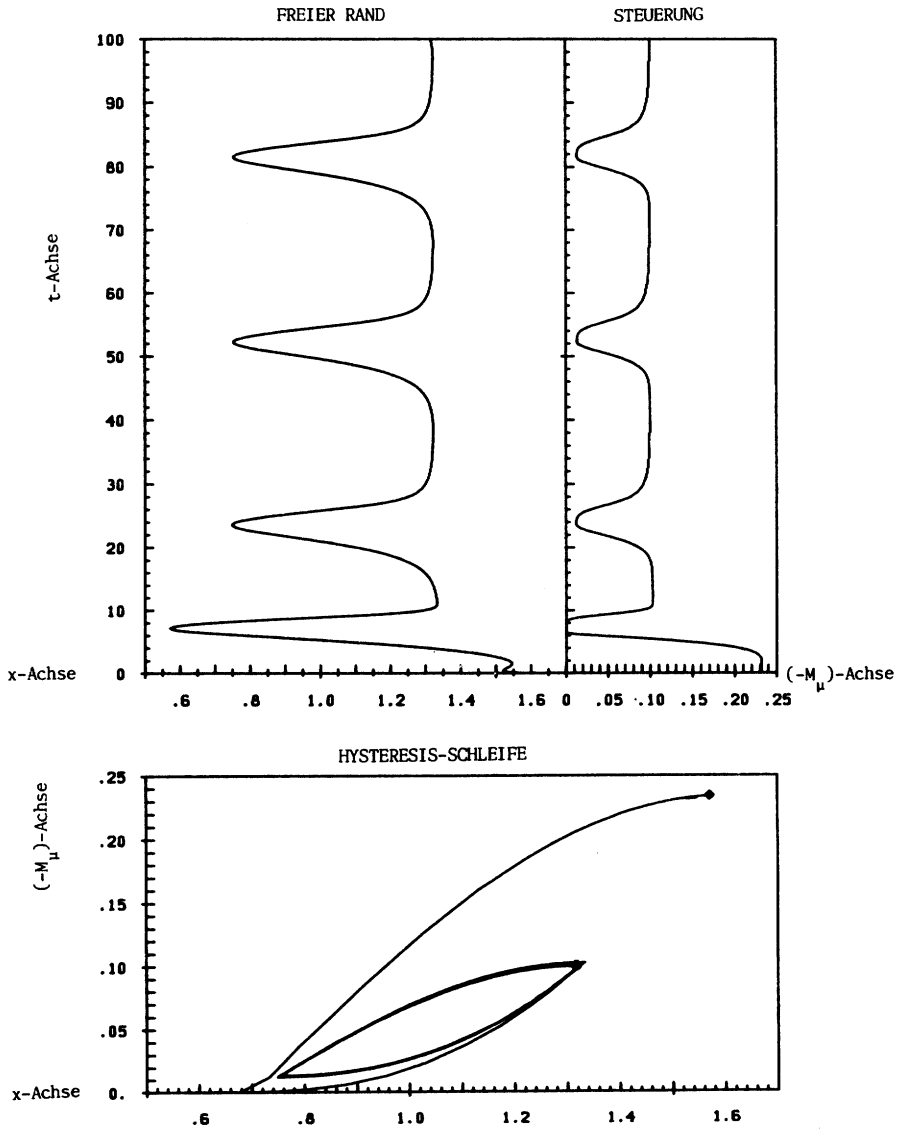 FREIER RAND STEUERUNG
100
90
80
70
t-Achse
60
50
40
30
20
10
0
x-Achse
(-Mμ)-Achse
.6 .8 1.0 1.2 1.4 1.6 0 .05 .10 .15 .20 .25
HYSTERESIS-SCHLEIFE
.25
(-Mμ)-Achse
.20
.15
.10
.05
0.
x-Achse
.6 .8 1.0 1.2 1.4 1.6